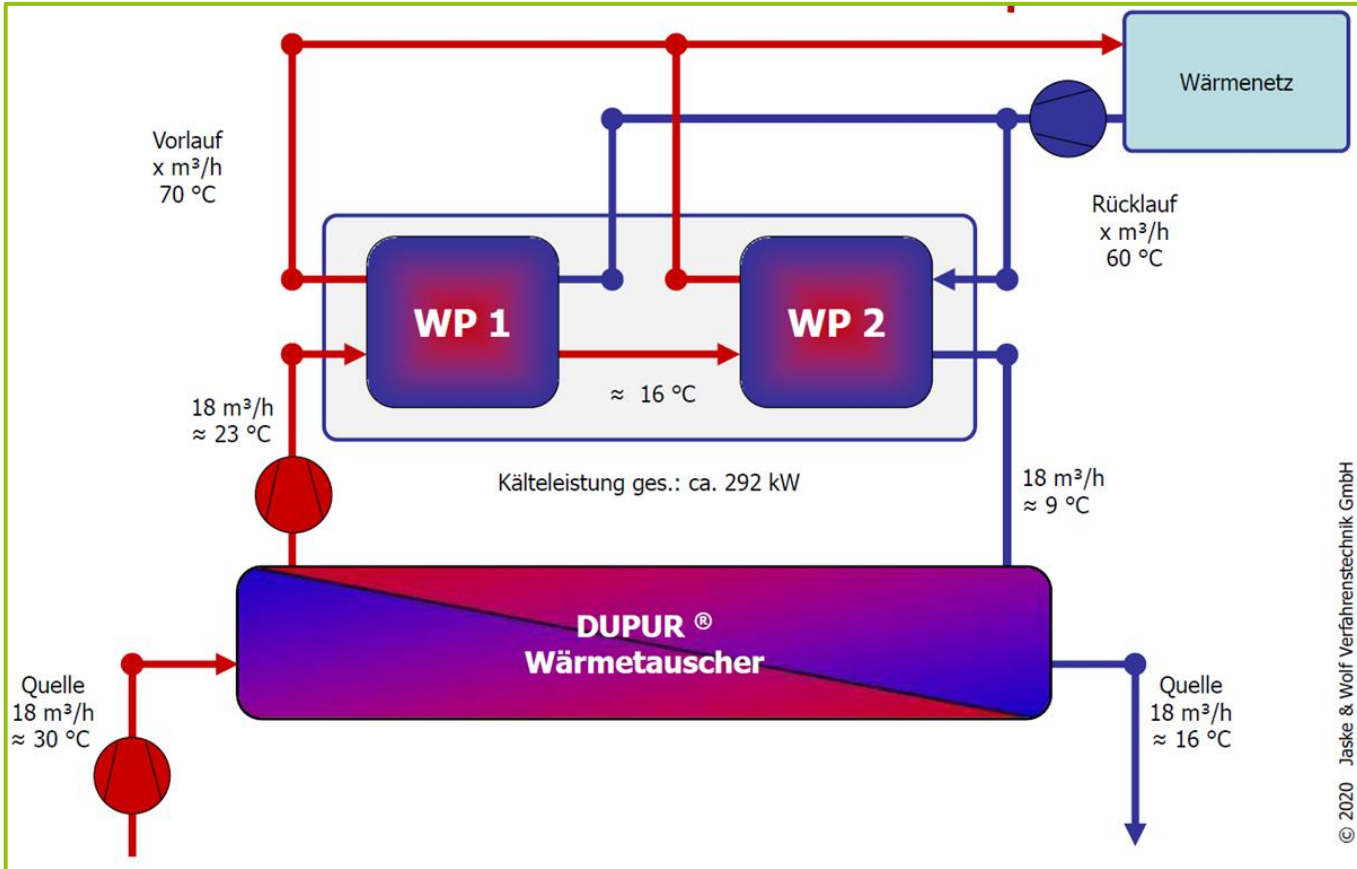 Wärmenetz
Vorlauf
x m³/h
70 °C
Rücklauf
x m³/h
60 °C
WP 1
WP 2
≈ 16 °C
18 m³/h
≈ 23 °C
Kälteleistung ges.: ca. 292 kW
18 m³/h
≈ 9 °C
DUPUR ®
Wärmetauscher
Quelle
18 m³/h
≈ 30 °C
Quelle
18 m³/h
≈ 16 °C
© 2020 Jaske & Wolf Verfahrenstechnik GmbH